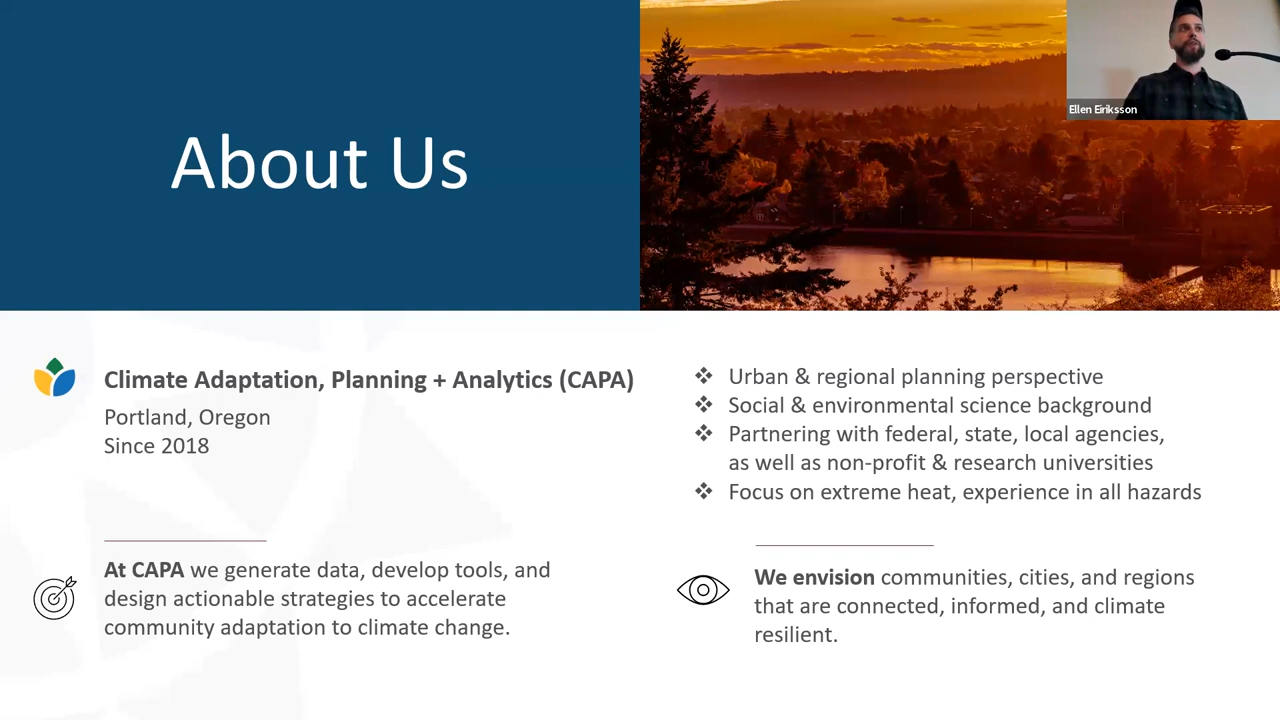 About Us
Ellen Eiriksson
Climate Adaptation, Planning + Analytics (CAPA)
Portland, Oregon
Since 2018
At CAPA we generate data, develop tools, and
design actionable strategies to accelerate
community adaptation to climate change.
❖ Urban & regional planning perspective
❖ Social & environmental science background
❖ Partnering with federal, state, local agencies,
as well as non-profit & research universities
❖ Focus on extreme heat, experience in all hazards
We envision communities, cities, and regions
that are connected, informed, and climate
resilient.